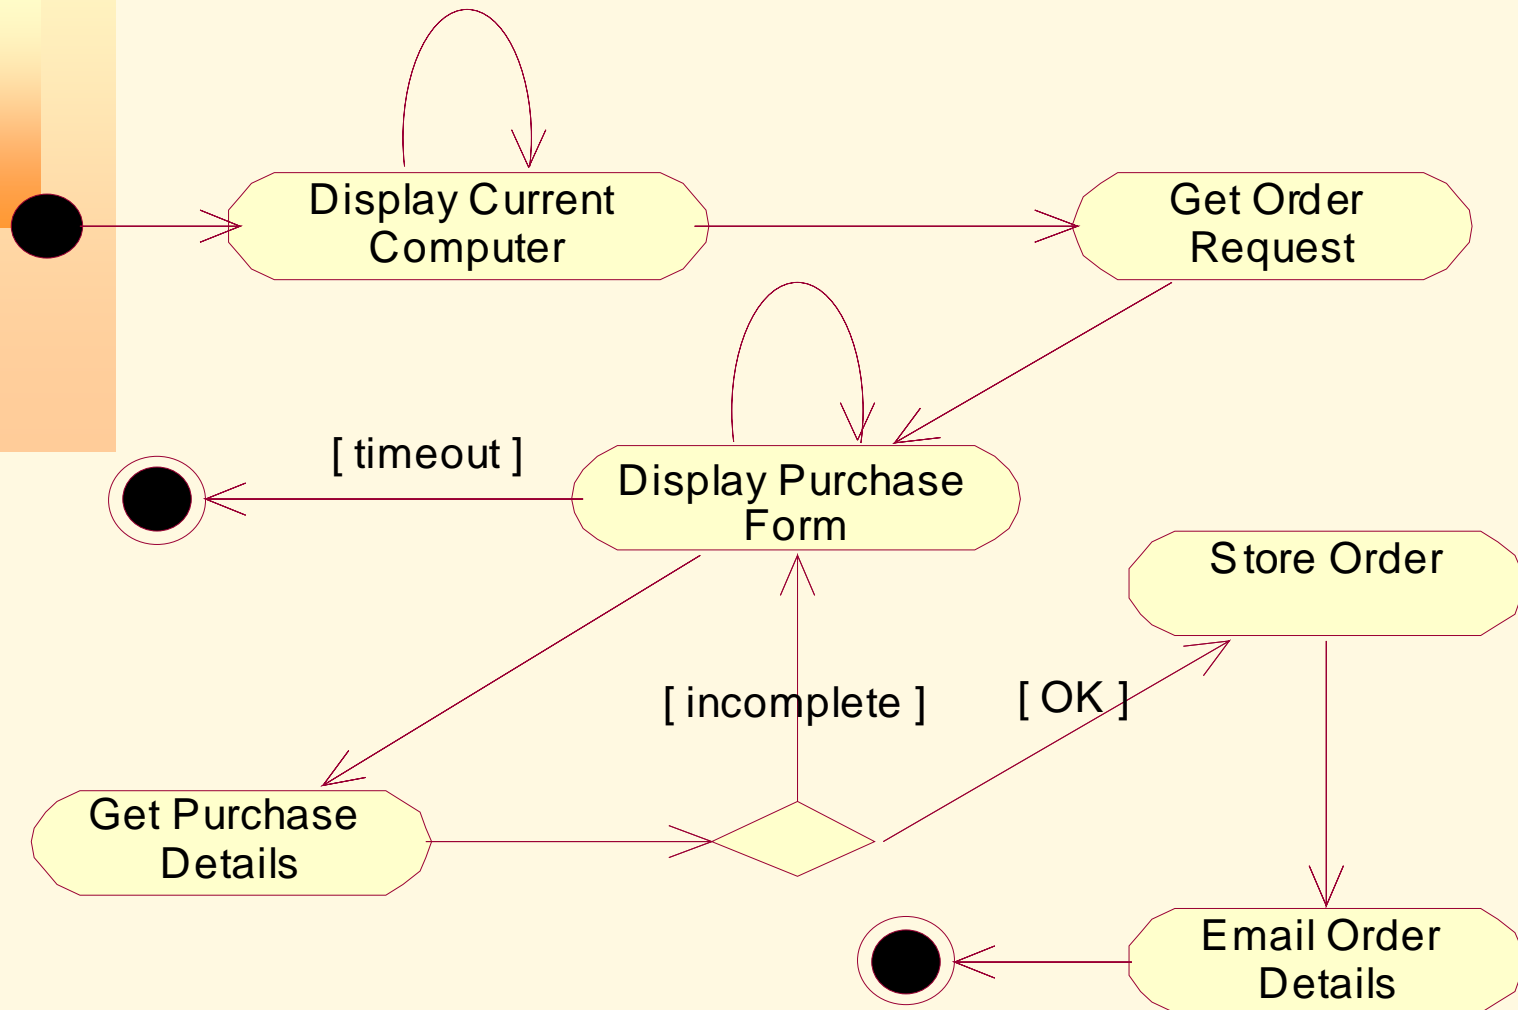 Display Current
Computer
Get Order
Request
[ timeout ]
Display Purchase
Form
Store Order
[ incomplete ]
[ OK ]
Get Purchase
Details
Email Order
Details